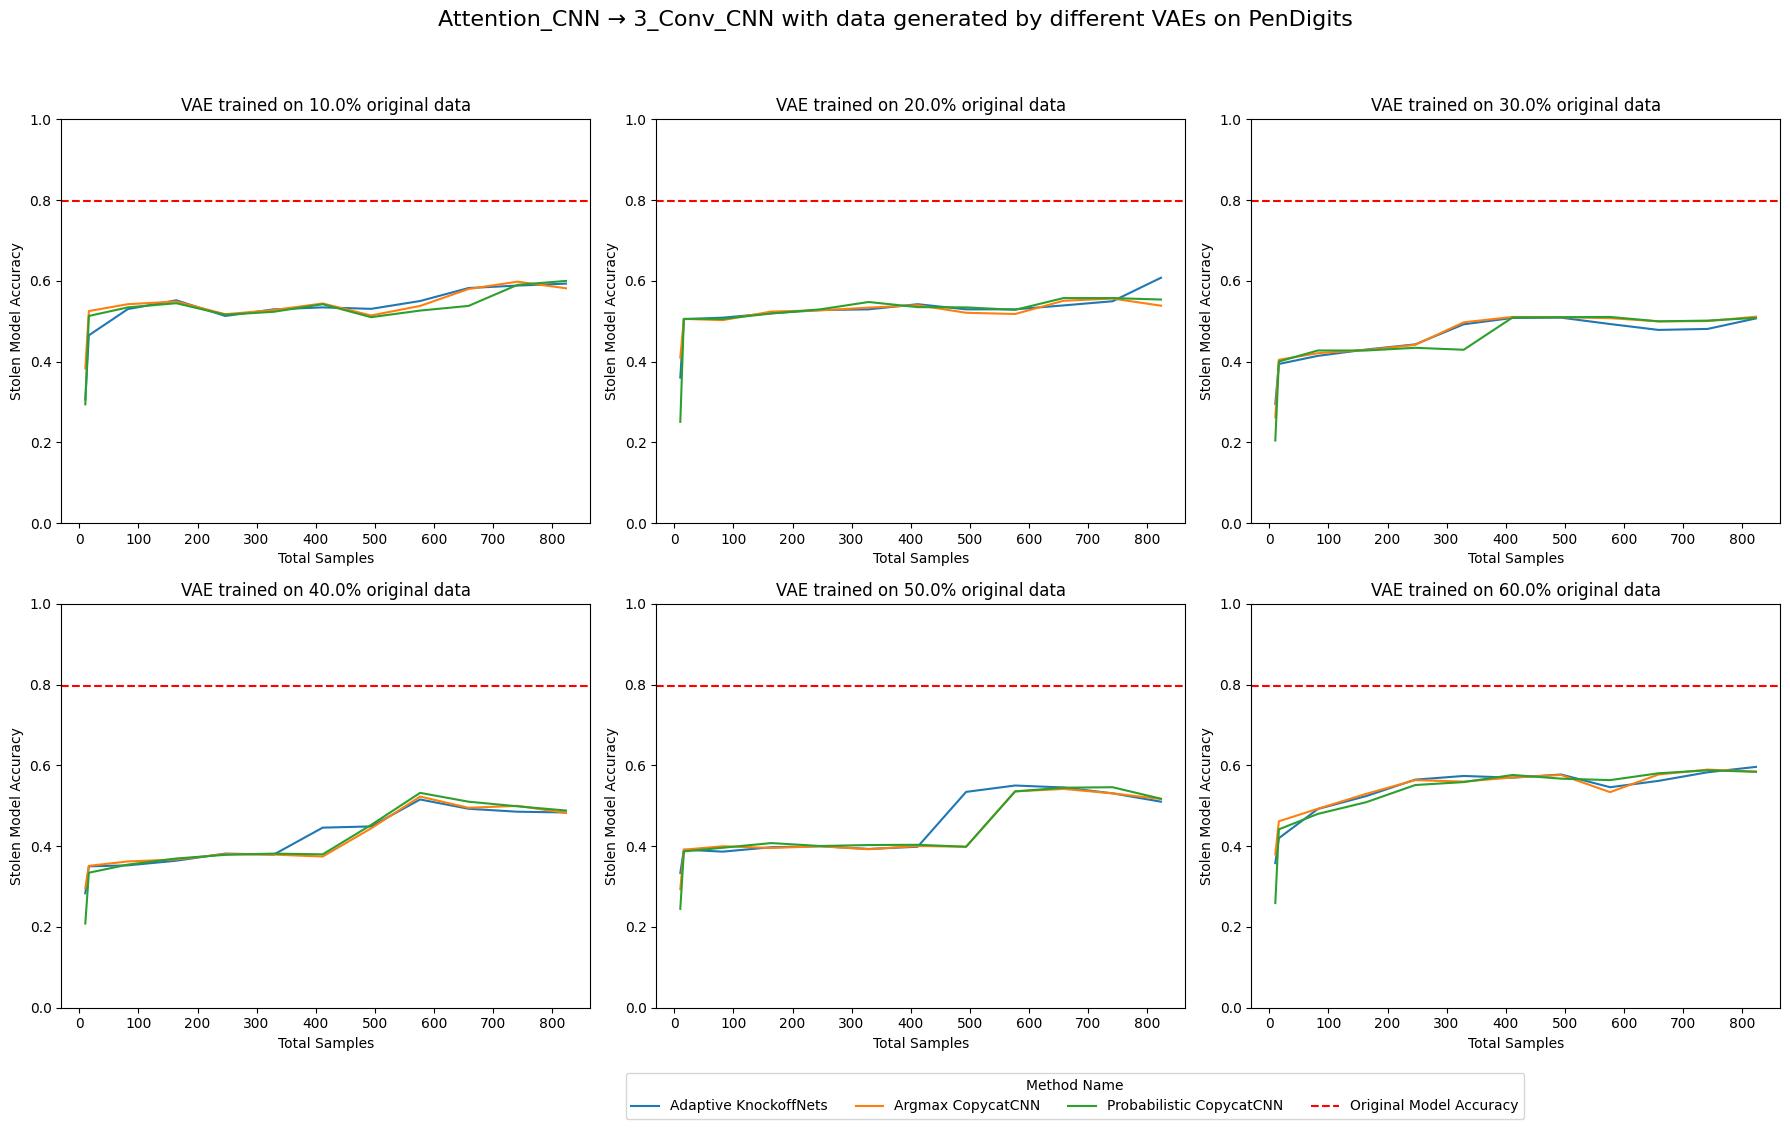 Attention_CNN → 3_Conv_CNN with data generated by different VAEs on PenDigits
VAE trained on 10.0% original data
Stolen Model Accuracy
1.0
0.8
0.6
0.4
0.2
0.0
0 100 200 300 400 500 600 700 800
Total Samples
VAE trained on 20.0% original data
Stolen Model Accuracy
1.0
0.8
0.6
0.4
0.2
0.0
0 100 200 300 400 500 600 700 800
Total Samples
VAE trained on 30.0% original data
Stolen Model Accuracy
1.0
0.8
0.6
0.4
0.2
0.0
0 100 200 300 400 500 600 700 800
Total Samples
VAE trained on 40.0% original data
Stolen Model Accuracy
1.0
0.8
0.6
0.4
0.2
0.0
0 100 200 300 400 500 600 700 800
Total Samples
VAE trained on 50.0% original data
Stolen Model Accuracy
1.0
0.8
0.6
0.4
0.2
0.0
0 100 200 300 400 500 600 700 800
Total Samples
VAE trained on 60.0% original data
Stolen Model Accuracy
1.0
0.8
0.6
0.4
0.2
0.0
0 100 200 300 400 500 600 700 800
Total Samples
Method Name
Adaptive KnockoffNets Argmax CopycatCNN Probabilistic CopycatCNN Original Model Accuracy